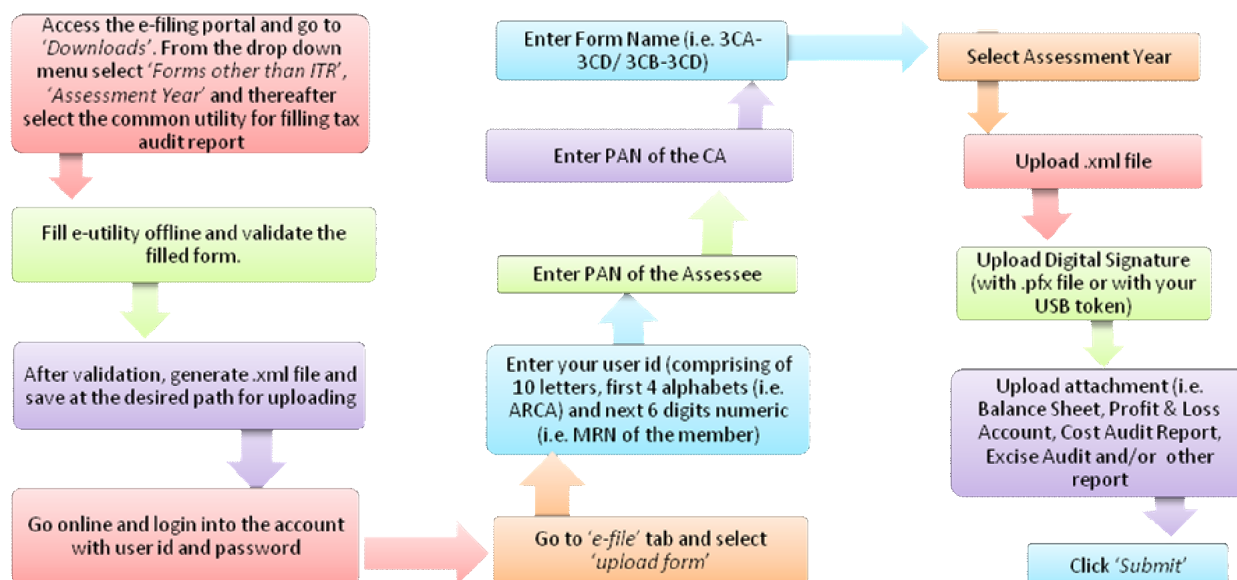 Access the e-filing portal and go to
‘Downloads’. From the drop down
menu select ‘Forms other than ITR’,
‘Assessment Year’ and thereafter
select the common utility for filling tax
audit report
Fill e-utility offline and validate the
filled form.
After validation, generate .xml file and
save at the desired path for uploading
Go online and login into the account
with user id and password
Go to ‘e-file’ tab and select
‘upload form’
Enter your user id (comprising of
10 letters, first 4 alphabets (i.e.
ARCA) and next 6 digits numeric
(i.e. MRN of the member)
Enter PAN of the Assessee
Enter PAN of the CA
Enter Form Name (i.e. 3CA-
3CD/ 3CB-3CD)
Select Assessment Year
Upload .xml file
Upload Digital Signature
(with .pfx file or with your
USB token)
Upload attachment (i.e.
Balance Sheet, Profit & Loss
Account, Cost Audit Report,
Excise Audit and/or other
report
Click ‘Submit’